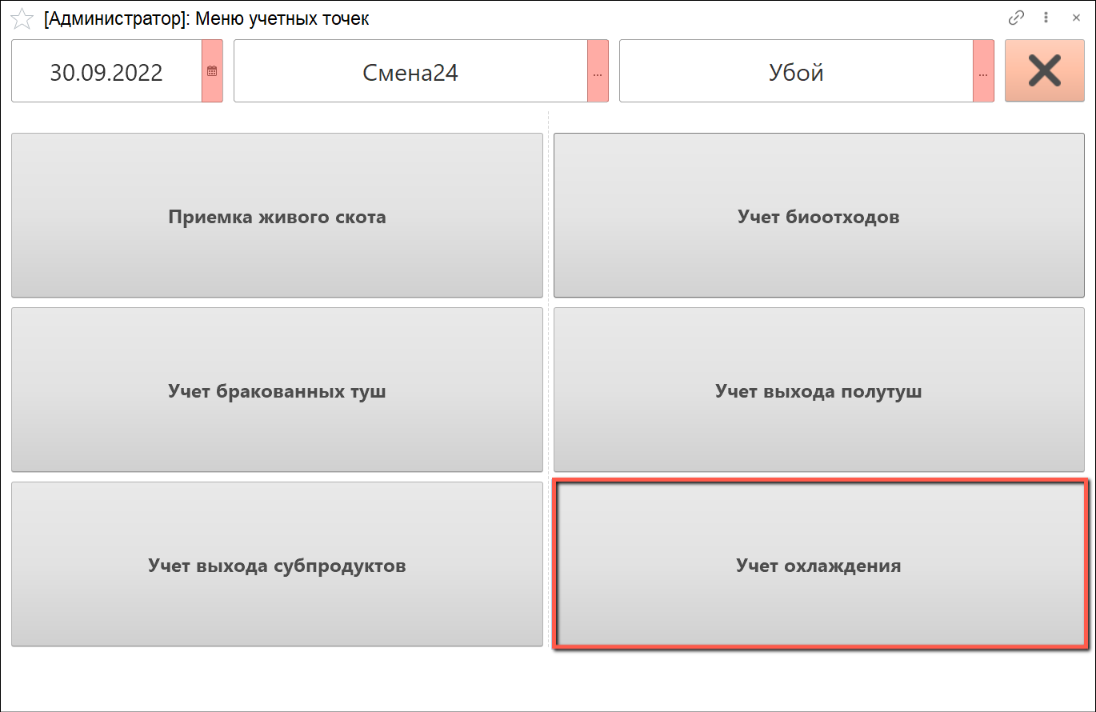 [Администратор]: Меню учетных точек
30.09.2022
Смена24
...
Убой
...
Приемка живого скота
Учет биоотходов
Учет бракованных туш
Учет выхода полутуш
Учет выхода субпродуктов
Учет охлаждения